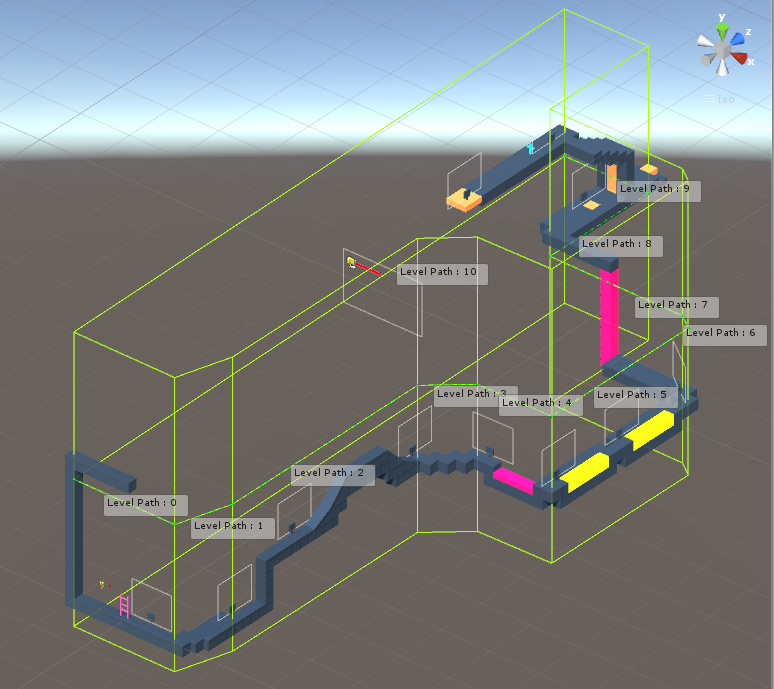 y
z
x
Iso
Level Path : 9
Level Path : 8
Level Path : 10
Level Path : 7
Level Path : 6
Level Path : 3
Level Path : 5
Level Path : 4
Level Path : 2
Level Path : 0
Level Path : 1